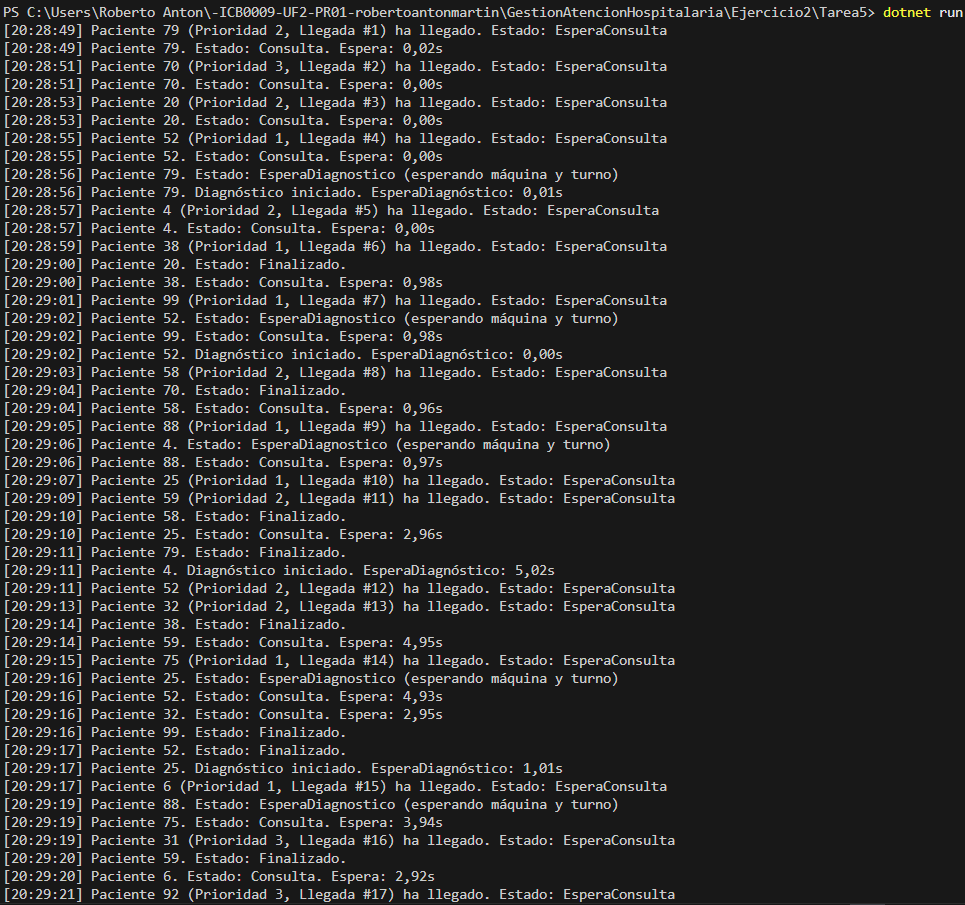 PS C:\Users\Roberto Anton\-ICB0009-UF2-PR01-robertoantonmartin\GestionAtencionHospitalaria\Ejercicio2\Tarea5> dotnet run
[20:28:49] Paciente 79 (Prioridad 2, Llegada #1) ha llegado. Estado: EsperaConsulta
[20:28:49] Paciente 79. Estado: Consulta. Espera: 0,02s
[20:28:51] Paciente 70 (Prioridad 3, Llegada #2) ha llegado. Estado: EsperaConsulta
[20:28:51] Paciente 70. Estado: Consulta. Espera: 0,00s
[20:28:53] Paciente 20 (Prioridad 2, Llegada #3) ha llegado. Estado: EsperaConsulta
[20:28:53] Paciente 20. Estado: Consulta. Espera: 0,00s
[20:28:55] Paciente 52 (Prioridad 1, Llegada #4) ha llegado. Estado: EsperaConsulta
[20:28:55] Paciente 52. Estado: Consulta. Espera: 0,00s
[20:28:56] Paciente 79. Estado: EsperaDiagnostico (esperando máquina y turno)
[20:28:56] Paciente 79. Diagnóstico iniciado. EsperaDiagnóstico: 0,01s
[20:28:57] Paciente 4 (Prioridad 2, Llegada #5) ha llegado. Estado: EsperaConsulta
[20:28:57] Paciente 4. Estado: Consulta. Espera: 0,00s
[20:28:59] Paciente 38 (Prioridad 1, Llegada #6) ha llegado. Estado: EsperaConsulta
[20:29:00] Paciente 20. Estado: Finalizado.
[20:29:00] Paciente 38. Estado: Consulta. Espera: 0,98s
[20:29:01] Paciente 99 (Prioridad 1, Llegada #7) ha llegado. Estado: EsperaConsulta
[20:29:02] Paciente 52. Estado: EsperaDiagnostico (esperando máquina y turno)
[20:29:02] Paciente 99. Estado: Consulta. Espera: 0,98s
[20:29:02] Paciente 52. Diagnóstico iniciado. EsperaDiagnóstico: 0,00s
[20:29:03] Paciente 58 (Prioridad 2, Llegada #8) ha llegado. Estado: EsperaConsulta
[20:29:04] Paciente 70. Estado: Finalizado.
[20:29:04] Paciente 58. Estado: Consulta. Espera: 0,96s
[20:29:05] Paciente 88 (Prioridad 1, Llegada #9) ha llegado. Estado: EsperaConsulta
[20:29:06] Paciente 4. Estado: EsperaDiagnostico (esperando máquina y turno)
[20:29:06] Paciente 88. Estado: Consulta. Espera: 0,97s
[20:29:07] Paciente 25 (Prioridad 1, Llegada #10) ha llegado. Estado: EsperaConsulta
[20:29:09] Paciente 59 (Prioridad 2, Llegada #11) ha llegado. Estado: EsperaConsulta
[20:29:10] Paciente 58. Estado: Finalizado.
[20:29:10] Paciente 25. Estado: Consulta. Espera: 2,96s
[20:29:11] Paciente 79. Estado: Finalizado.
[20:29:11] Paciente 4. Diagnóstico iniciado. EsperaDiagnóstico: 5,02s
[20:29:11] Paciente 52 (Prioridad 2, Llegada #12) ha llegado. Estado: EsperaConsulta
[20:29:13] Paciente 32 (Prioridad 2, Llegada #13) ha llegado. Estado: EsperaConsulta
[20:29:14] Paciente 38. Estado: Finalizado.
[20:29:14] Paciente 59. Estado: Consulta. Espera: 4,95s
[20:29:15] Paciente 75 (Prioridad 1, Llegada #14) ha llegado. Estado: EsperaConsulta
[20:29:16] Paciente 25. Estado: EsperaDiagnostico (esperando máquina y turno)
[20:29:16] Paciente 52. Estado: Consulta. Espera: 4,93s
[20:29:16] Paciente 32. Estado: Consulta. Espera: 2,95s
[20:29:16] Paciente 99. Estado: Finalizado.
[20:29:17] Paciente 52. Estado: Finalizado.
[20:29:17] Paciente 25. Diagnóstico iniciado. EsperaDiagnóstico: 1,01s
[20:29:17] Paciente 6 (Prioridad 1, Llegada #15) ha llegado. Estado: EsperaConsulta
[20:29:19] Paciente 88. Estado: EsperaDiagnostico (esperando máquina y turno)
[20:29:19] Paciente 75. Estado: Consulta. Espera: 3,94s
[20:29:19] Paciente 31 (Prioridad 3, Llegada #16) ha llegado. Estado: EsperaConsulta
[20:29:20] Paciente 59. Estado: Finalizado.
[20:29:20] Paciente 6. Estado: Consulta. Espera: 2,92s
[20:29:21] Paciente 92 (Prioridad 3, Llegada #17) ha llegado. Estado: EsperaConsulta